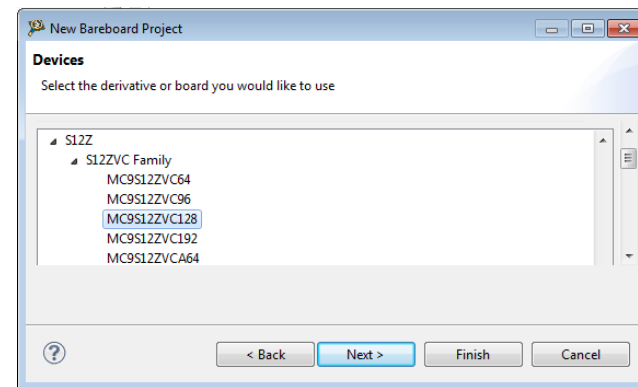 New Bareboard Project
Devices
Select the derivative or board you would like to use
S12Z
S12ZVC Family
MC9S12ZVC64
MC9S12ZVC96
MC9S12ZVC128
MC9S12ZVC192
MC9S12ZVCA64
?
< Back Next > Finish Cancel